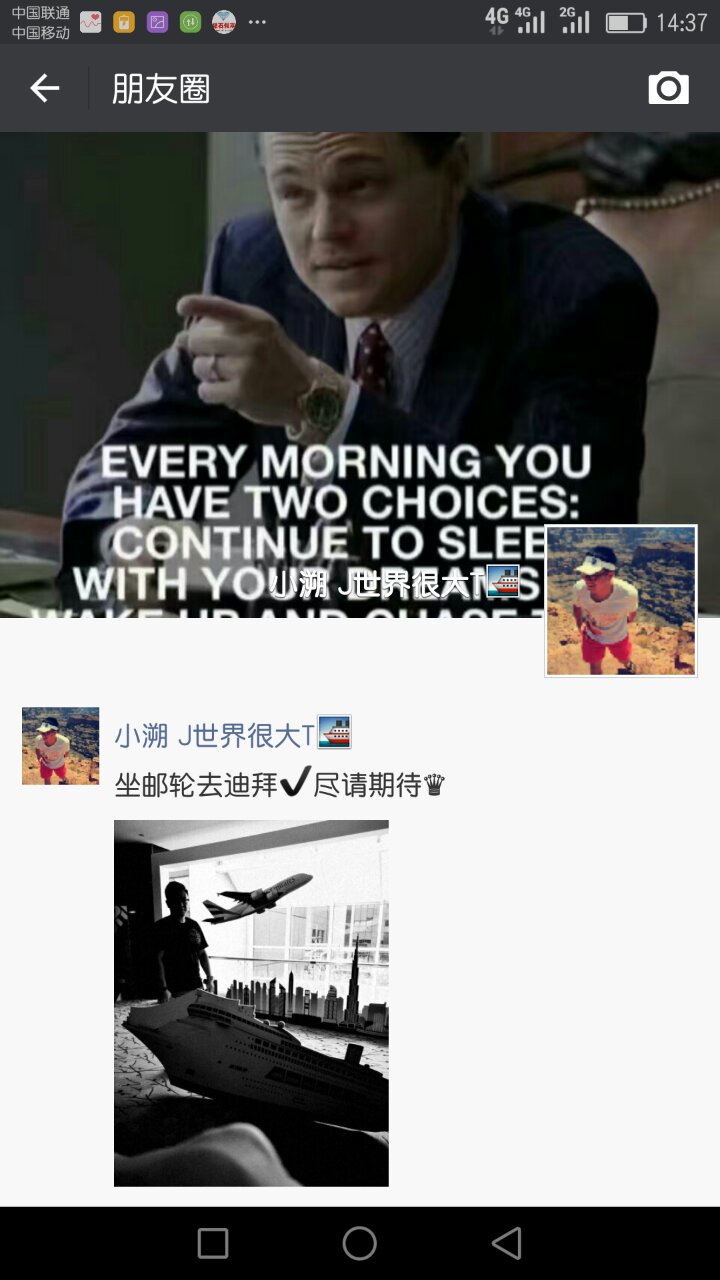 中国联通
中国移动
4G 4G 2G 14:37
朋友圈
EVERY MORNING YOU
HAVE TWO CHOICES:
CONTINUE TO SLEE
WITH YOU
小溯 J世界很大T🚢
小溯 J世界很大T🚢
坐邮轮去迪拜✔尽请期待♛
Emirates